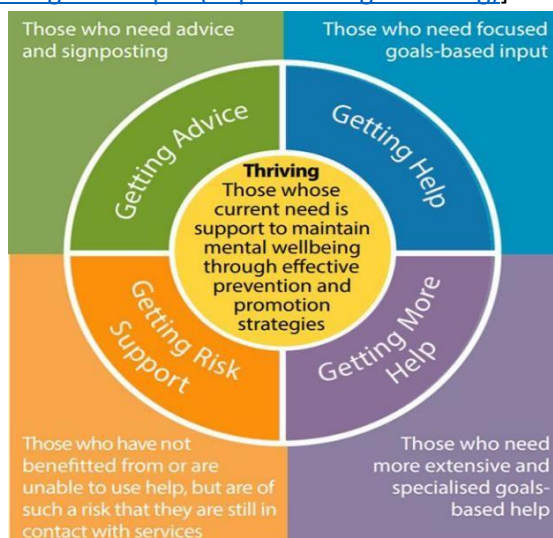 Those who need advice
and signposting
Those who need focused
goals-based input
Getting Advice
Getting Help
Thriving
Those whose
current need is
support to maintain
mental wellbeing
through effective
prevention and
promotion
strategies
Getting Risk
Support
Getting More
Help
Those who have not
benefitted from or are
unable to use help, but are of
such a risk that they are still in
contact with services
Those who need
more extensive and
specialised goals-
based help